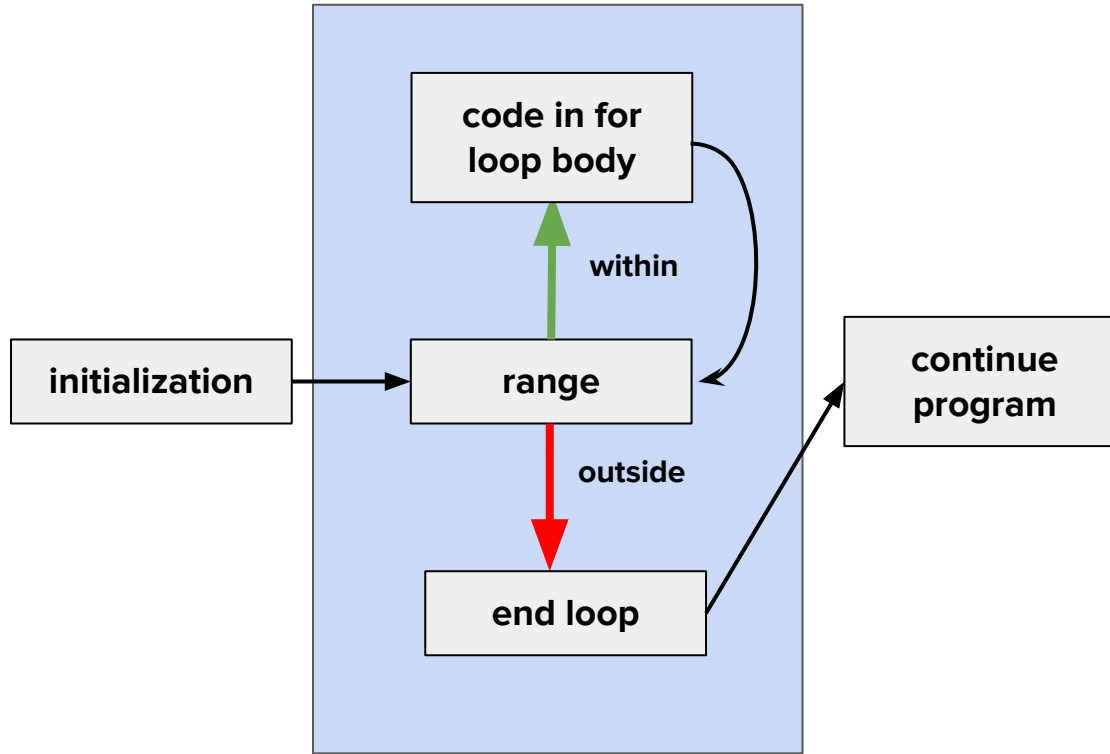 code in for
loop body
within
initialization
range
continue
program
outside
end loop